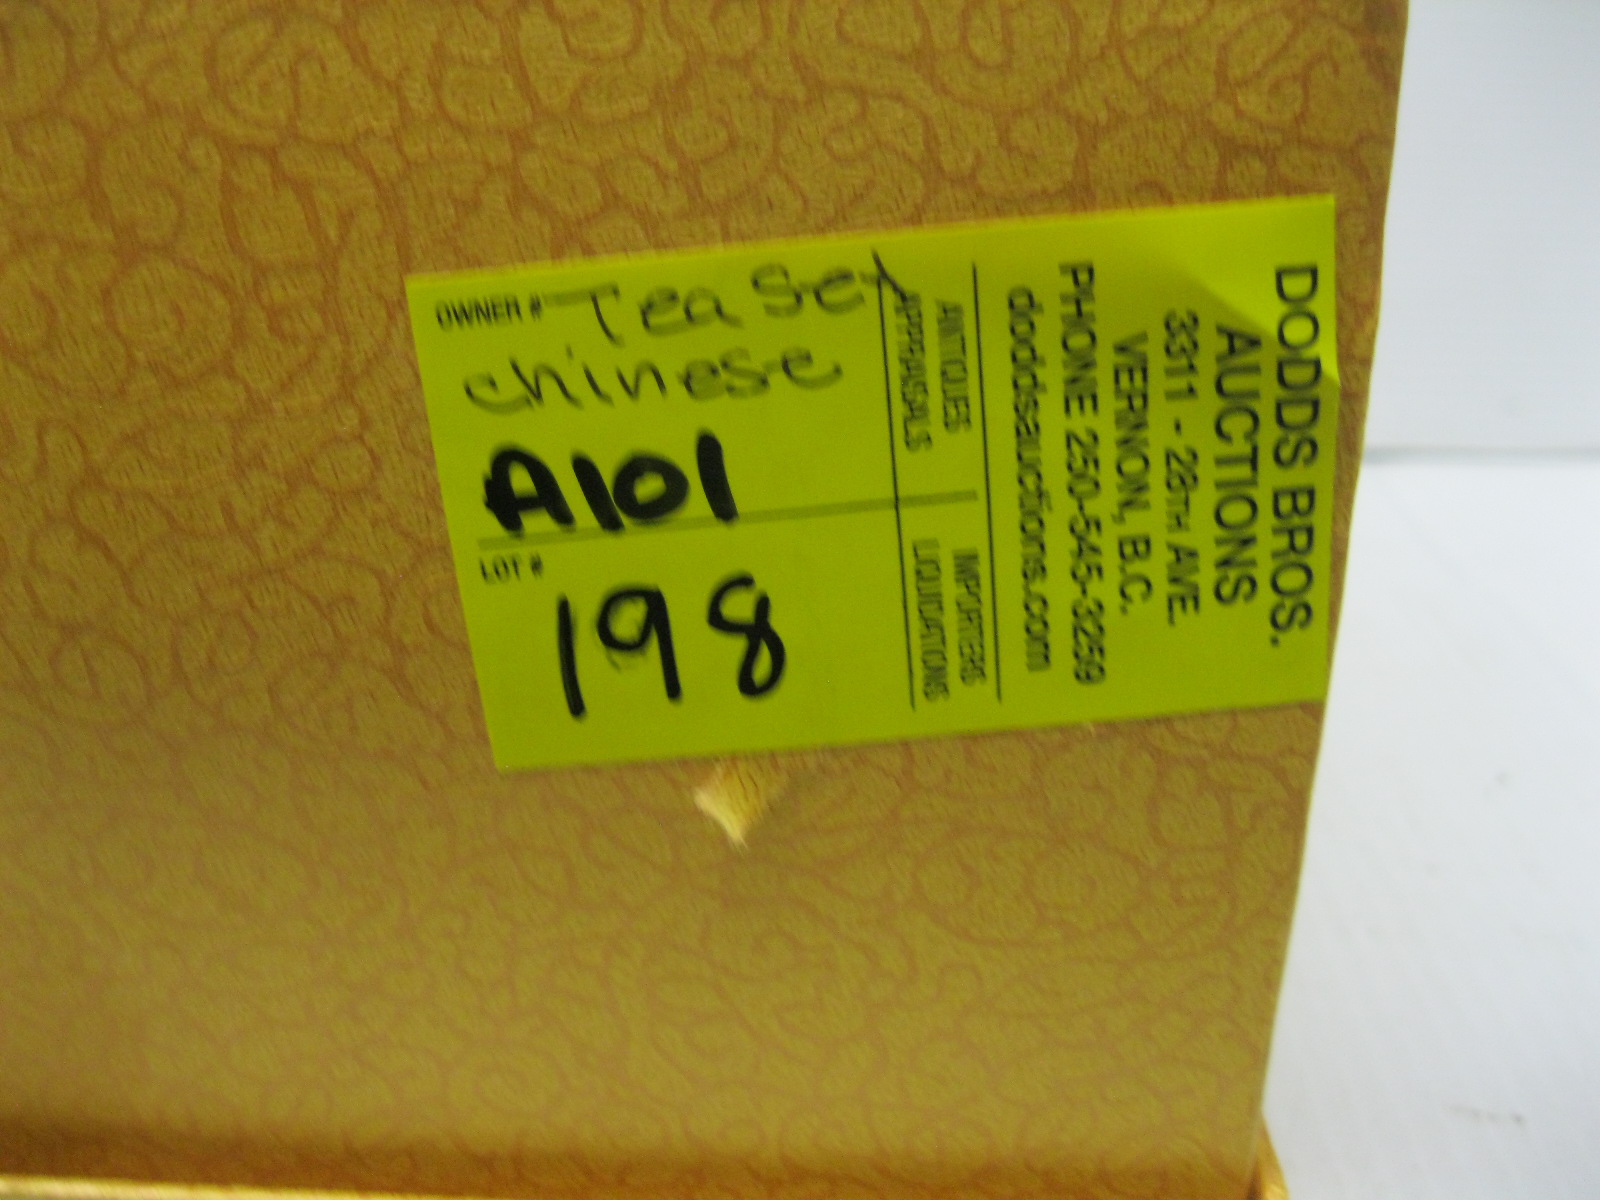 OWNER # Tea Set
chinese
A101
LOT #
198
DODDS BROS.
AUCTIONS
3311 - 28TH AVE.
VERNON, B.C.
PHONE 250-545-3259
doddsauctions.com
ANTIQUES IMPORTERS
APPRAISALS LIQUIDATIONS